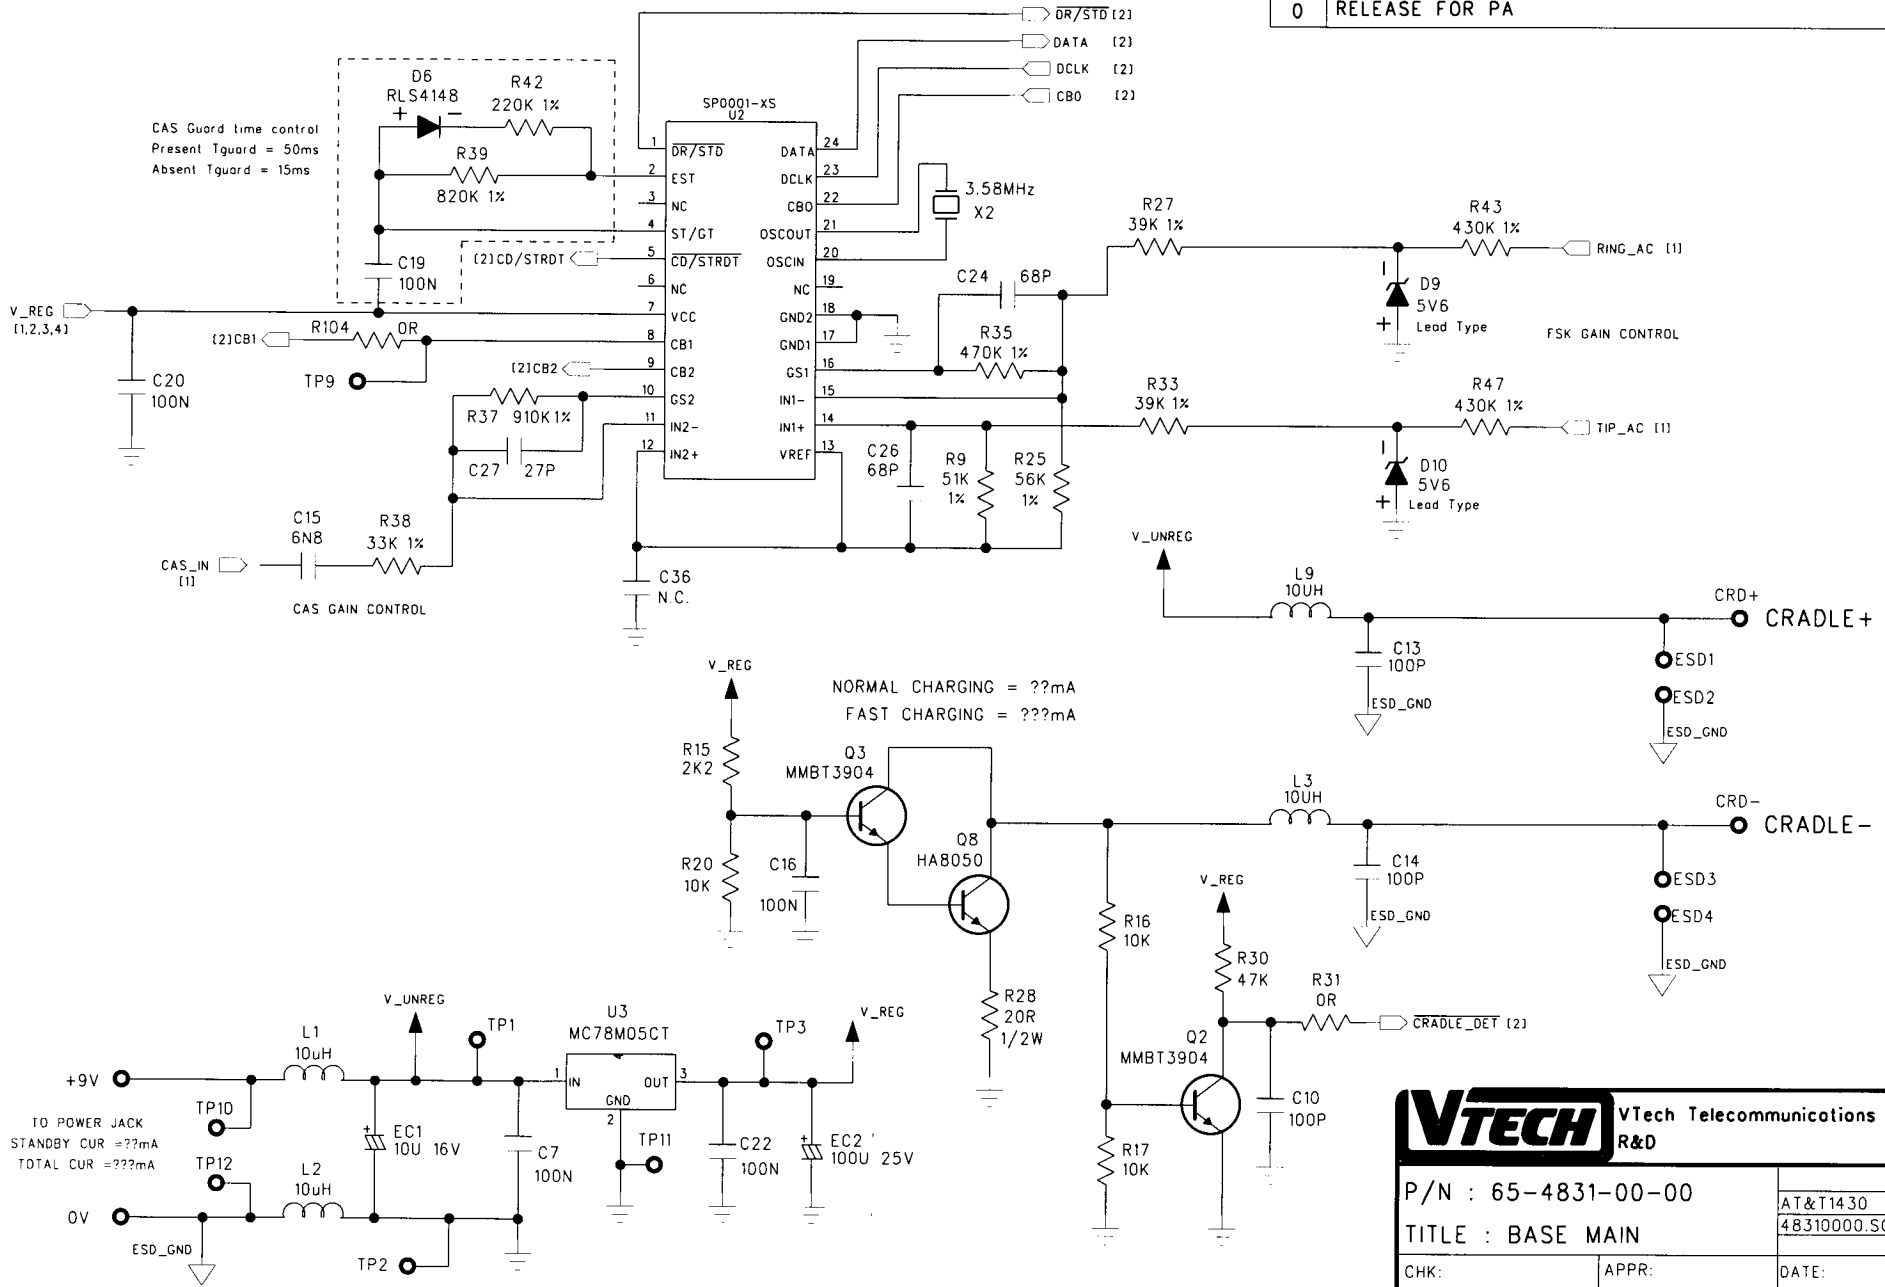 0 RELEASE FOR PA
DR/STD [2]
DATA [2]
DCLK [2]
CBO [2]
D6
RLS4148
+ -
R42
220K 1%
R39
820K 1%
CAS Guard time control
Present Tguard = 50ms
Absent Tguard = 15ms
C19
100N
SP0001-XS
U2
1 DR/STD
2 EST
3 NC
4 ST/GT
5 CD/STRDT
6 NC
7 VCC
8 CB1
9 CB2
10 GS2
11 IN2-
12 IN2+
DATA 24
DCLK 23
CBO 22
OSCOUT 21
OSCIN 20
NC 19
GND2 18
GND1 17
GS1 16
IN1- 15
IN1+ 14
VREF 13
[2]CD/STRDT
V_REG
[1,2,3,4]
[2]CB1
R104 0R
TP9
[2]CB2
C20
100N
R37 910K1%
C27 27P
C15
6N8
R38
33K 1%
CAS_IN
[1]
CAS GAIN CONTROL
C36
N.C.
3.58MHz
X2
C24 68P
R35
470K 1%
R27
39K 1%
R43
430K 1%
RING_AC [1]
-
D9
5V6
+ Lead Type
FSK GAIN CONTROL
R33
39K 1%
R47
430K 1%
TIP_AC [1]
-
D10
5V6
+ Lead Type
C26
68P
R9
51K
1%
R25
56K
1%
V_UNREG
L9
10UH
CRD+
CRADLE+
C13
100P
ESD_GND
ESD1
ESD2
ESD_GND
V_REG
NORMAL CHARGING = ??mA
FAST CHARGING = ???mA
R15
2K2
Q3
MMBT3904
R20
10K
C16
100N
Q8
HA8050
R28
20R
1/2W
L3
10UH
CRD-
CRADLE-
C14
100P
ESD_GND
ESD3
ESD4
ESD_GND
R16
10K
V_REG
R30
47K
R31
0R
CRADLE_DET [2]
Q2
MMBT3904
C10
100P
R17
10K
+9V
TO POWER JACK
STANDBY CUR =??mA
TOTAL CUR =???mA
0V
ESD_GND
TP10
TP12
L1
10uH
L2
10uH
V_UNREG
TP1
+ EC1
10U 16V
C7
100N
TP2
U3
MC78M05CT
1 IN
OUT 3
GND
2
TP11
TP3
V_REG
C22
100N
+ EC2
100U 25V
VTECH
VTech Telecommunications
R&D
P/N : 65-4831-00-00
TITLE : BASE MAIN
AT&T1430
48310000.SC
CHK:
APPR:
DATE: